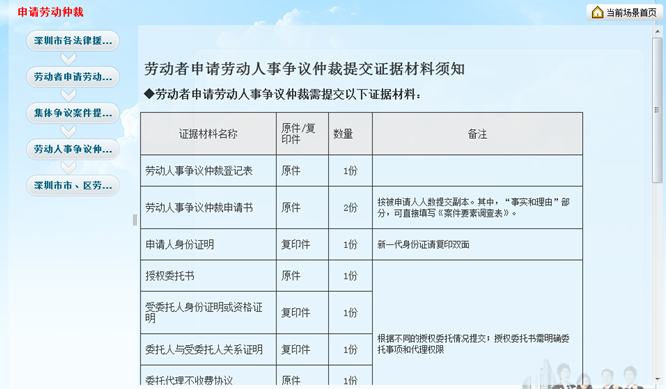 申请劳动仲裁
当前场景首页
深圳市各法律援...
劳动者申请劳动...
集体争议案件提...
劳动人事争议仲...
深圳市市、区劳...
劳动者申请劳动人事争议仲裁提交证据材料须知
◆劳动者申请劳动人事争议仲裁需提交以下证据材料：
证据材料名称
原件/复
印件
数量
备注
劳动人事争议仲裁登记表
原件
1份
劳动人事争议仲裁申请书
原件
2份
按被申请人人数提交副本。其中，“事实和理由”部
分，可直接填写《案件要素调查表》。
申请人身份证明
复印件
1份
新一代身份证请复印双面
授权委托书
原件
1份
受委托人身份证明或资格证
明
复印件
1份
委托人与受委托人关系证明
复印件
1份
根据不同的授权委托情况提交；授权委托书需明确委
托事项和代理权限
委托代理不收费协议
原件
1份